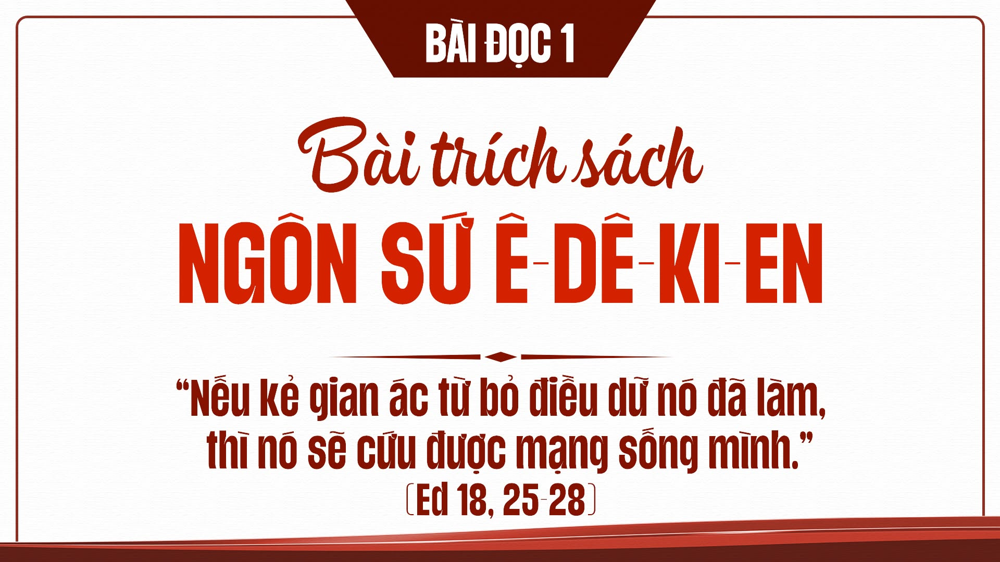 BÀI ĐỌC 1
Bài trích sách
NGÔN SỨ Ê-DÊ-KI-EN
“Nếu kẻ gian ác từ bỏ điều dữ nó đã làm,
thì nó sẽ cứu được mạng sống mình.”
(Ed 18, 25-28)